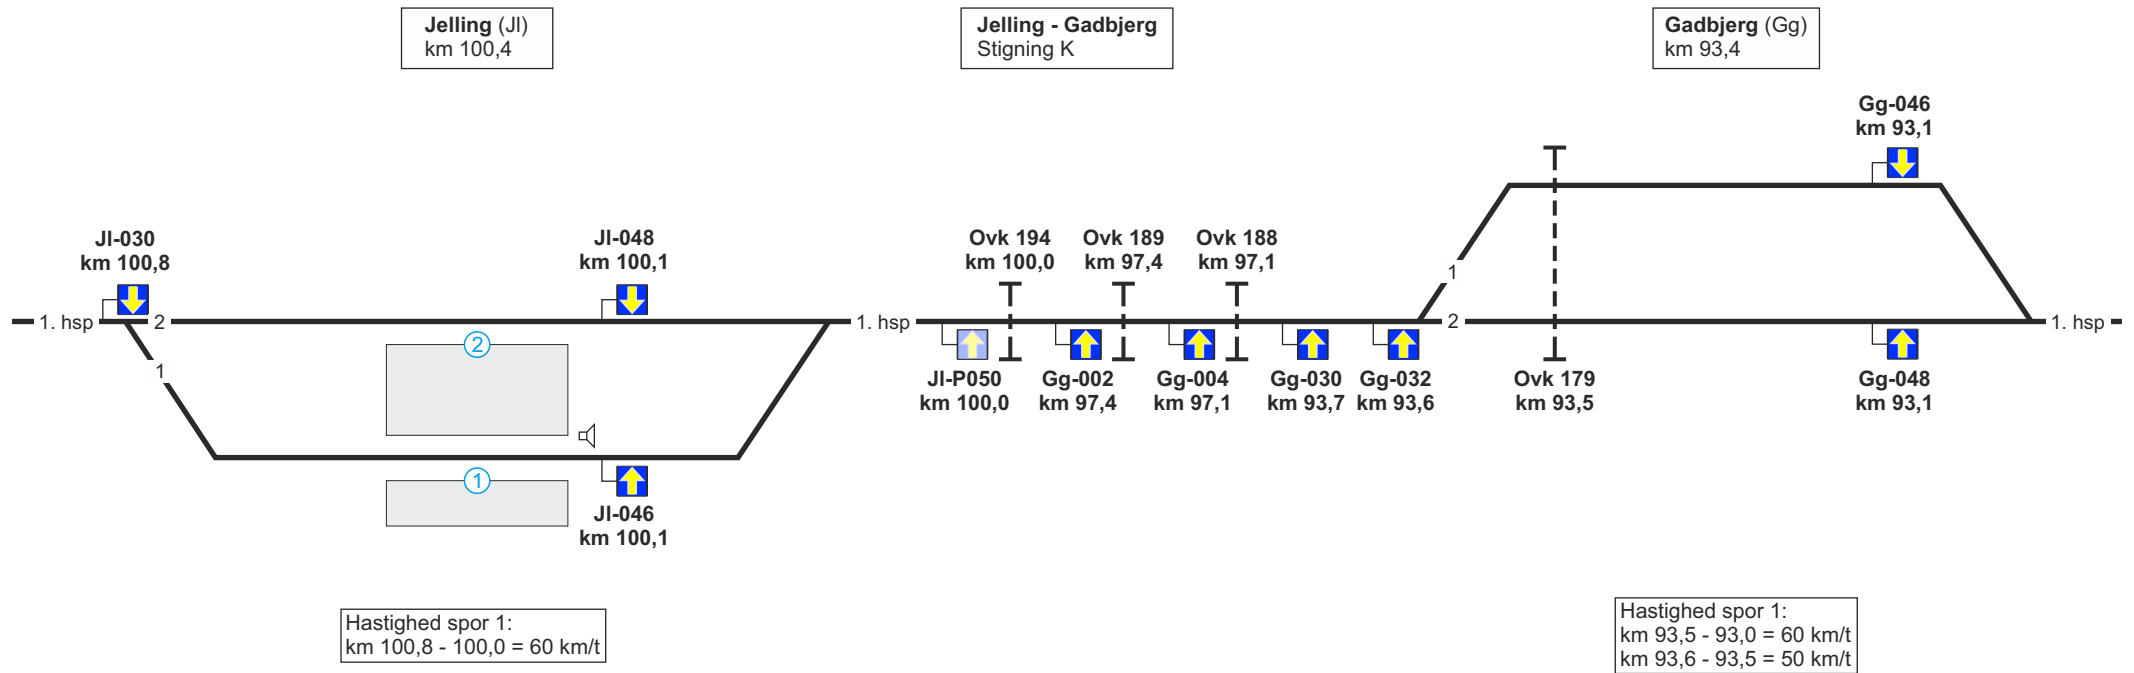 Jelling (Jl)
km 100,4
Jelling - Gadbjerg
Stigning K
Gadbjerg (Gg)
km 93,4
Gg-046
km 93,1
Jl-030
km 100,8
Jl-048
km 100,1
Ovk 194
km 100,0
Ovk 189
km 97,4
Ovk 188
km 97,1
1
1. hsp
2
1. hsp
2
1. hsp
2
1
Jl-P050
km 100,0
Gg-002
km 97,4
Gg-004
km 97,1
Gg-030
km 93,7
Gg-032
km 93,6
Ovk 179
km 93,5
Gg-048
km 93,1
1
Jl-046
km 100,1
Hastighed spor 1:
km 100,8 - 100,0 = 60 km/t
Hastighed spor 1:
km 93,5 - 93,0 = 60 km/t
km 93,6 - 93,5 = 50 km/t